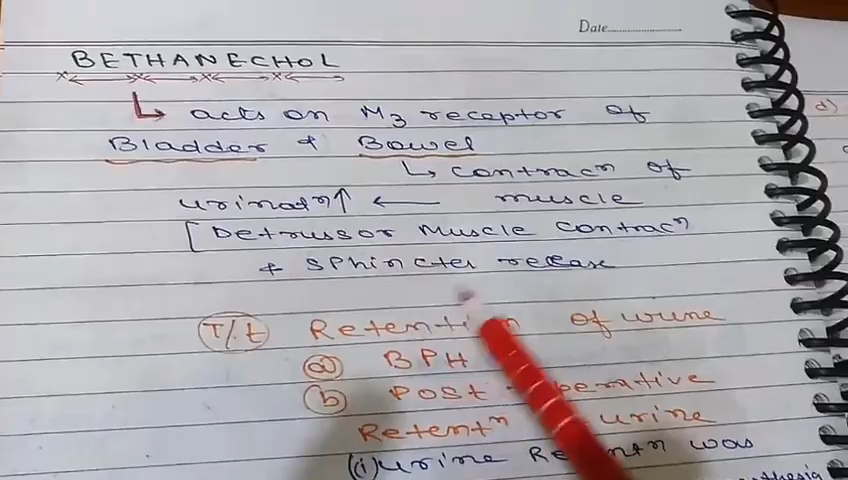 Date
BETHANECHOL
↳ acts on M3 receptor of
Bladder & Bowel
↳ contracn of
urinatn↑ ← muscle
[Detrussor Muscle contracn
+ sphincter release
T/t Retention of urine
(a) BPH
(b) Post operative
Retentn urine
(i) urine Retentn was
d)